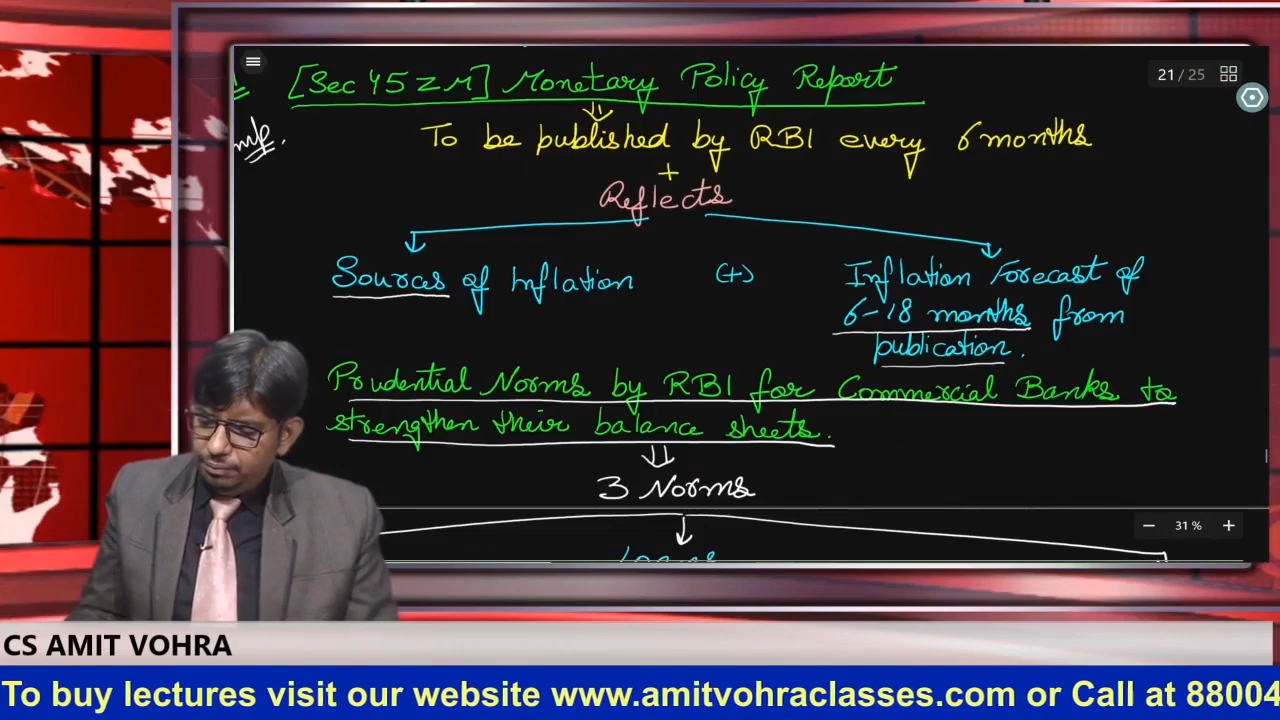 [Sec 45ZM] Monetary Policy Report
21 / 25
Imp.
To be published by RBI every 6 months
+
Reflects
Sources of Inflation (+) Inflation Forecast of
6-18 months from
publication.
Prudential Norms by RBI for Commercial Banks to
strengthen their balance sheets.
3 Norms
31 %
CS AMIT VOHRA
To buy lectures visit our website www.amitvohraclasses.com or Call at 88004